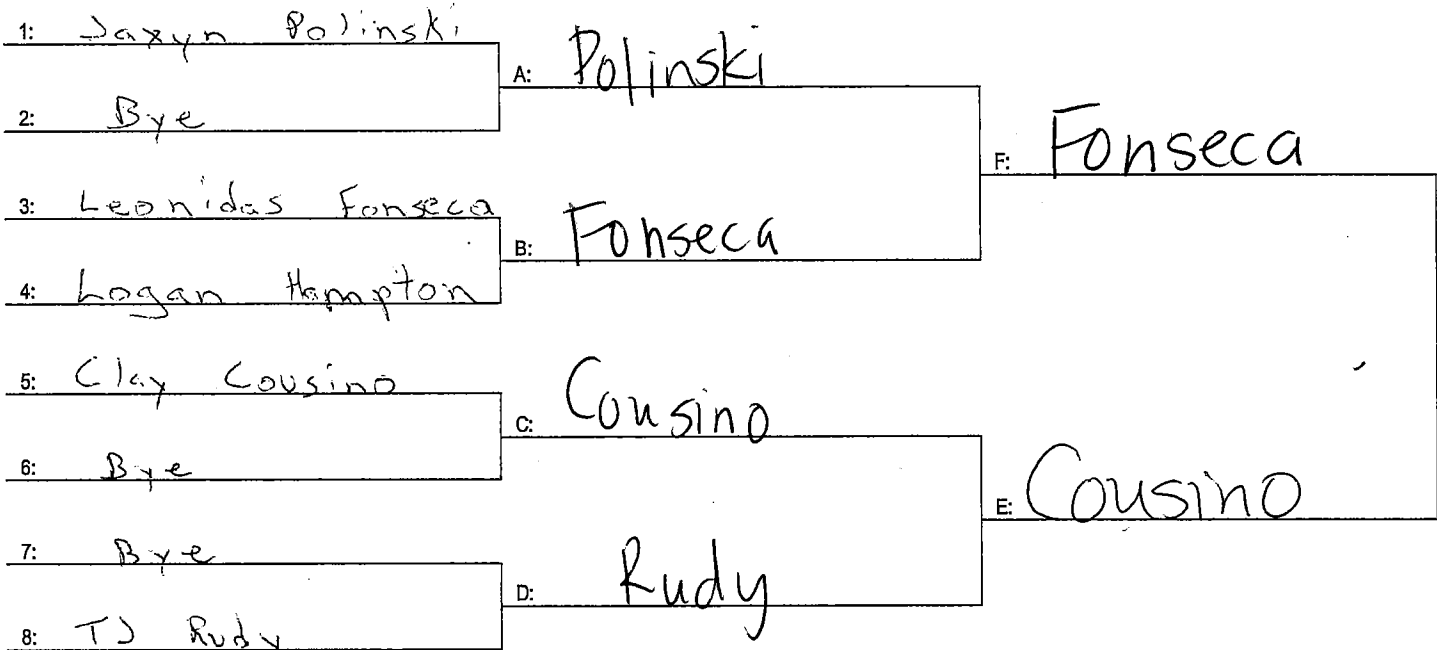 1: Jaxyn Polinski
A: Polinski
2: Bye
F: Fonseca
3: Leonidas Fonseca
B: Fonseca
4: Logan Hampton
5: Clay Cousino
C: Cousino
6: Bye
E: Cousino
7: Bye
D: Rudy
8: TJ Rudy